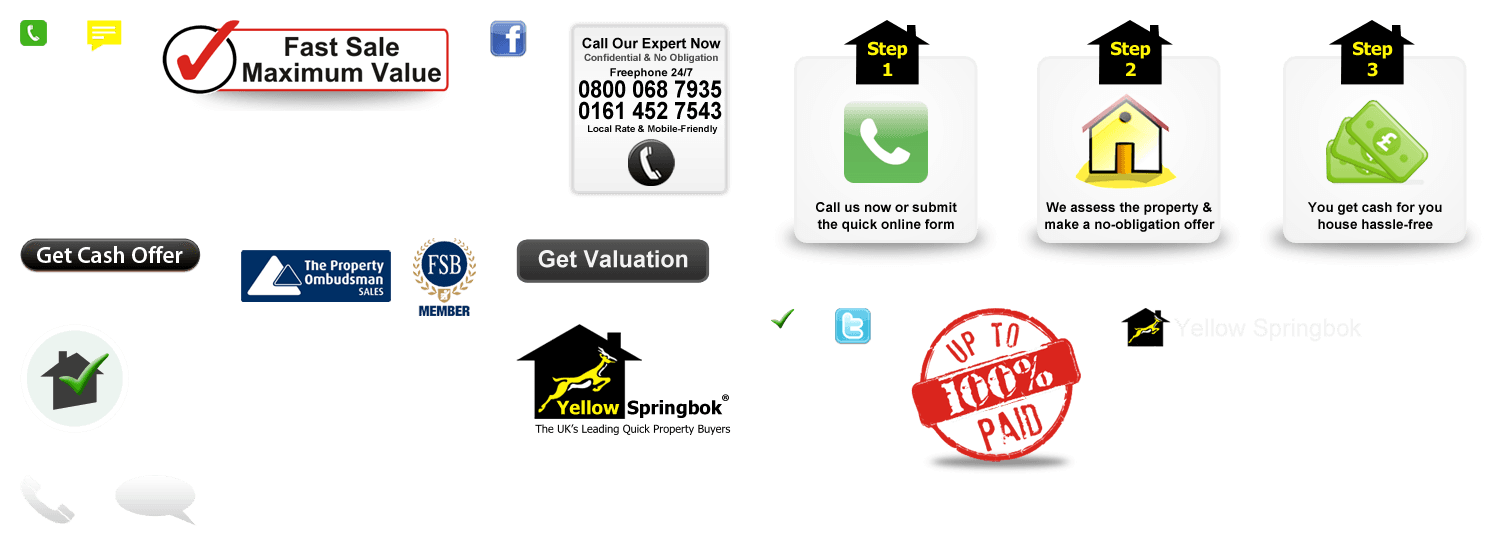 Fast Sale
Maximum Value
Call Our Expert Now
Confidential & No Obligation
Freephone 24/7
0800 068 7935
0161 452 7543
Local Rate & Mobile-Friendly
Step
1
Call us now or submit
the quick online form
Step
2
We assess the property &
make a no-obligation offer
Step
3
You get cash for you
house hassle-free
£
Get Cash Offer
The Property
Ombudsman
SALES
FSB
MEMBER
Get Valuation
Yellow Springbok®
The UK's Leading Quick Property Buyers
UP TO
100%
PAID
Yellow Springbok